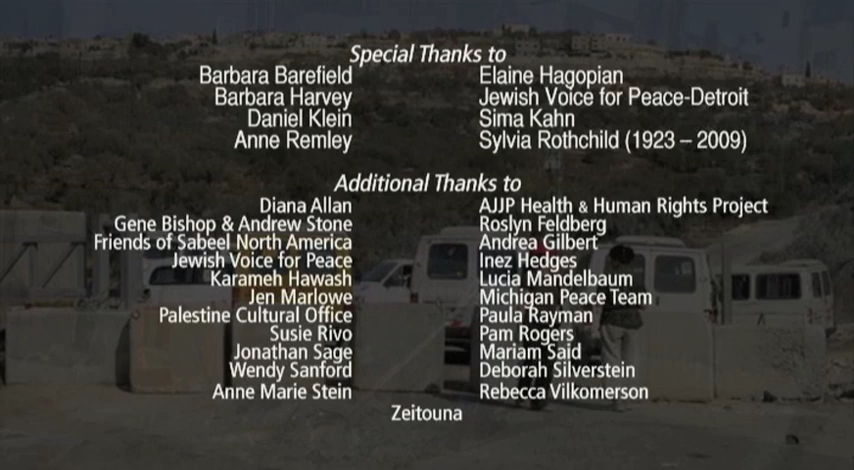 Special Thanks to
Barbara Barefield Elaine Hagopian
Barbara Harvey Jewish Voice for Peace-Detroit
Daniel Klein Sima Kahn
Anne Remley Sylvia Rothchild (1923 – 2009)
Additional Thanks to
Diana Allan AJJP Health & Human Rights Project
Gene Bishop & Andrew Stone Roslyn Feldberg
Friends of Sabeel North America Andrea Gilbert
Jewish Voice for Peace Inez Hedges
Karameh Hawash Lucia Mandelbaum
Jen Marlowe Michigan Peace Team
Palestine Cultural Office Paula Rayman
Susie Rivo Pam Rogers
Jonathan Sage Mariam Said
Wendy Sanford Deborah Silverstein
Anne Marie Stein Rebecca Vilkomerson
Zeitouna